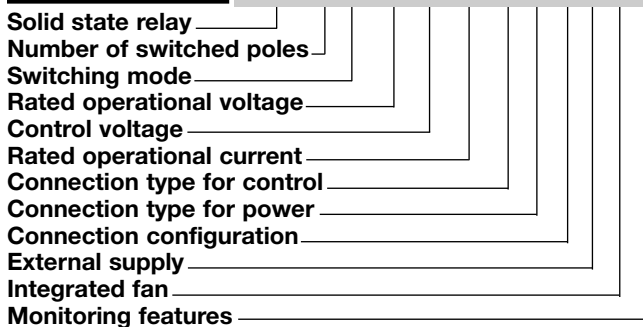 Solid state relay
Number of switched poles
Switching mode
Rated operational voltage
Control voltage
Rated operational current
Connection type for control
Connection type for power
Connection configuration
External supply
Integrated fan
Monitoring features